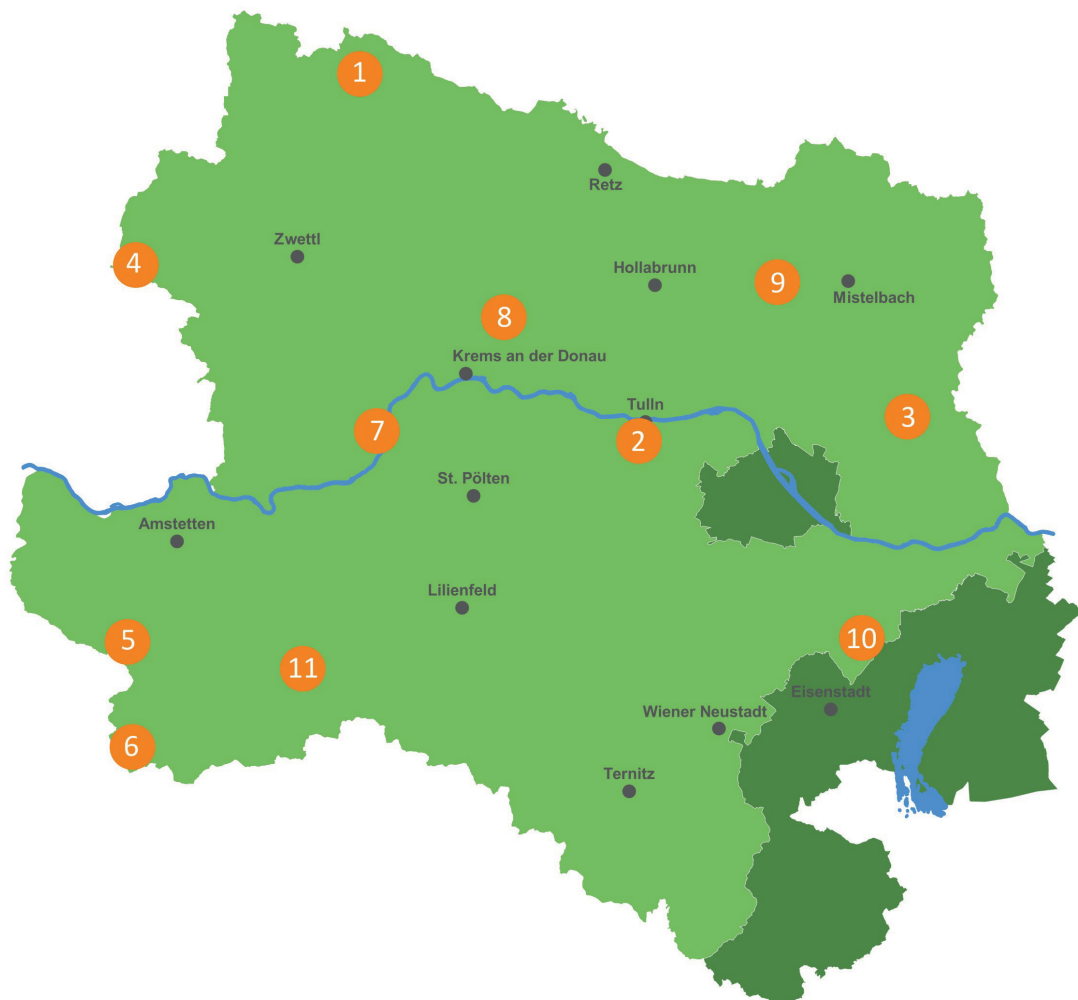 1
Retz
Zwettl
4
Hollabrunn
9
Mistelbach
8
Krems an der Donau
Tulln
3
7
2
St. Pölten
Amstetten
Lilienfeld
5
10
11
Eisenstadt
Wiener Neustadt
6
Ternitz